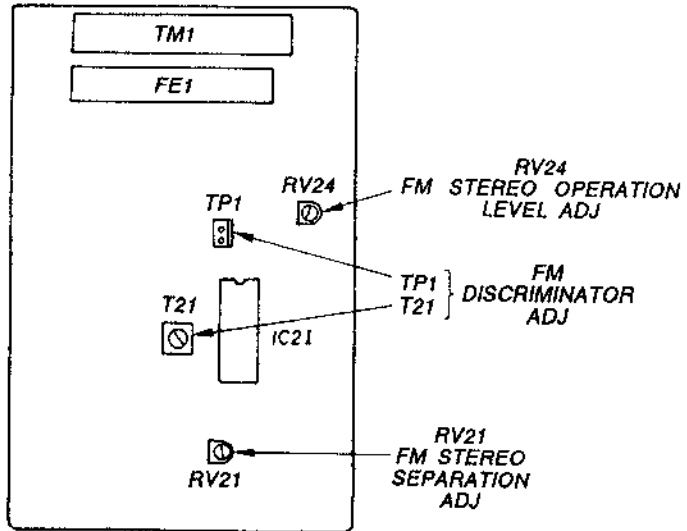 TM1
FE1
RV24
TP1
RV24
FM STEREO OPERATION
LEVEL ADJ
TP1
T21
FM
DISCRIMINATOR
ADJ
T21
IC21
RV21
RV21
FM STEREO
SEPARATION
ADJ